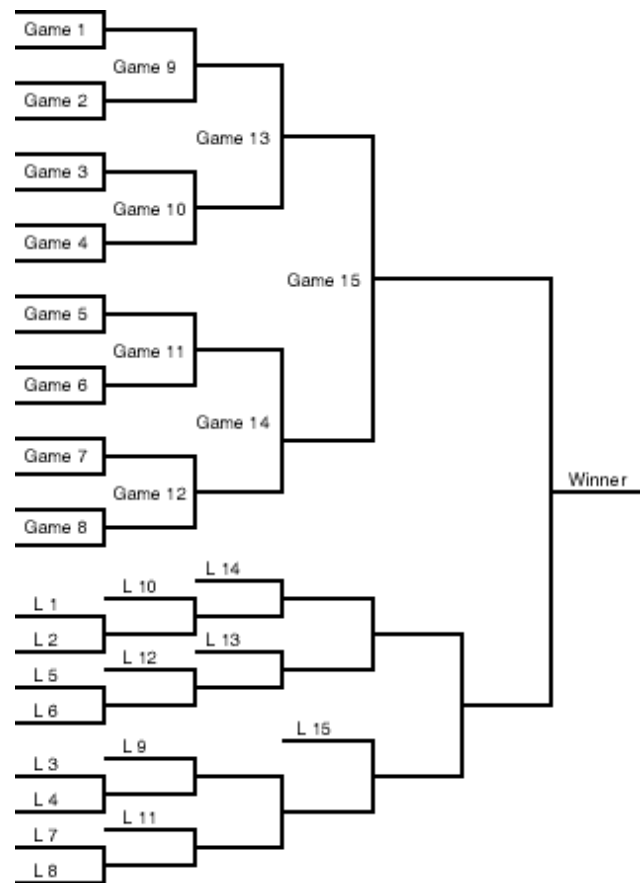 Game 1
Game 9
Game 2
Game 13
Game 3
Game 10
Game 4
Game 15
Game 5
Game 11
Game 6
Game 14
Game 7
Winner
Game 12
Game 8
L 14
L 10
L 1
L 2
L 13
L 12
L 5
L 6
L 15
L 9
L 3
L 4
L 11
L 7
L 8